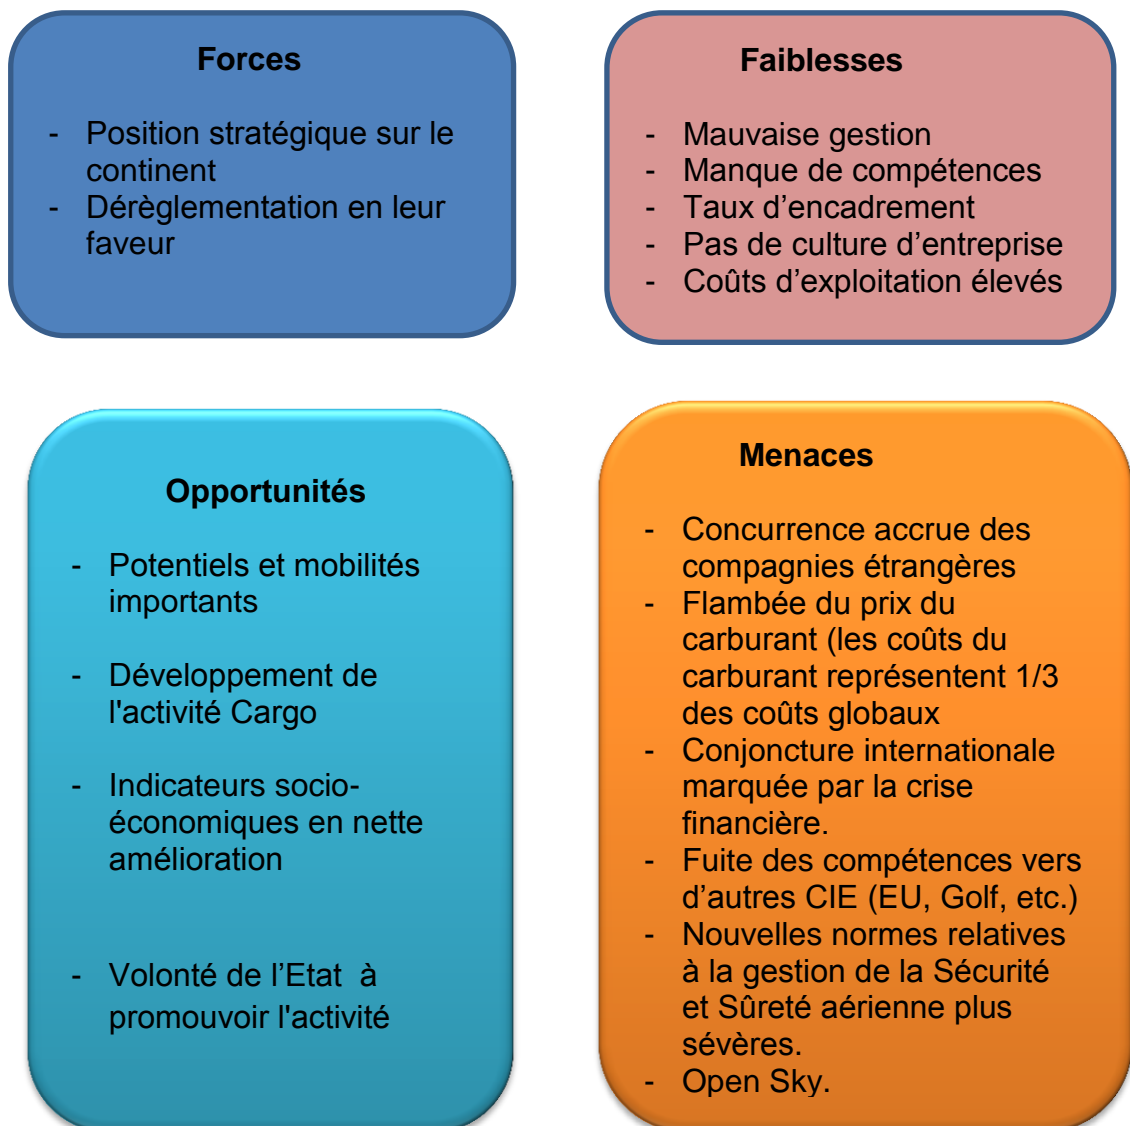 Forces
- Position stratégique sur le
continent
- Dérèglementation en leur
faveur
Faiblesses
- Mauvaise gestion
- Manque de compétences
- Taux d’encadrement
- Pas de culture d’entreprise
- Coûts d’exploitation élevés
Opportunités
- Potentiels et mobilités
importants
- Développement de
l'activité Cargo
- Indicateurs socio-
économiques en nette
amélioration
- Volonté de l’Etat à
promouvoir l'activité
Menaces
- Concurrence accrue des
compagnies étrangères
- Flambée du prix du
carburant (les coûts du
carburant représentent 1/3
des coûts globaux
- Conjoncture internationale
marquée par la crise
financière.
- Fuite des compétences vers
d’autres CIE (EU, Golf, etc.)
- Nouvelles normes relatives
à la gestion de la Sécurité
et Sûreté aérienne plus
sévères.
- Open Sky.